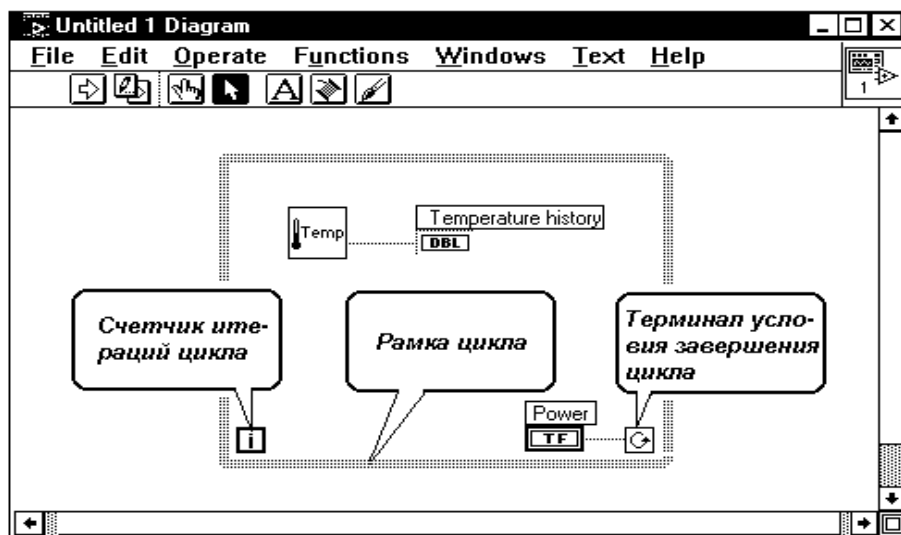 Untitled 1 Diagram
File Edit Operate Functions Windows Text Help
A
1
Temp
Temperature history
DBL
Счетчик ите-
раций цикла
Рамка цикла
Терминал усло-
вия завершения
цикла
Power
TF
i